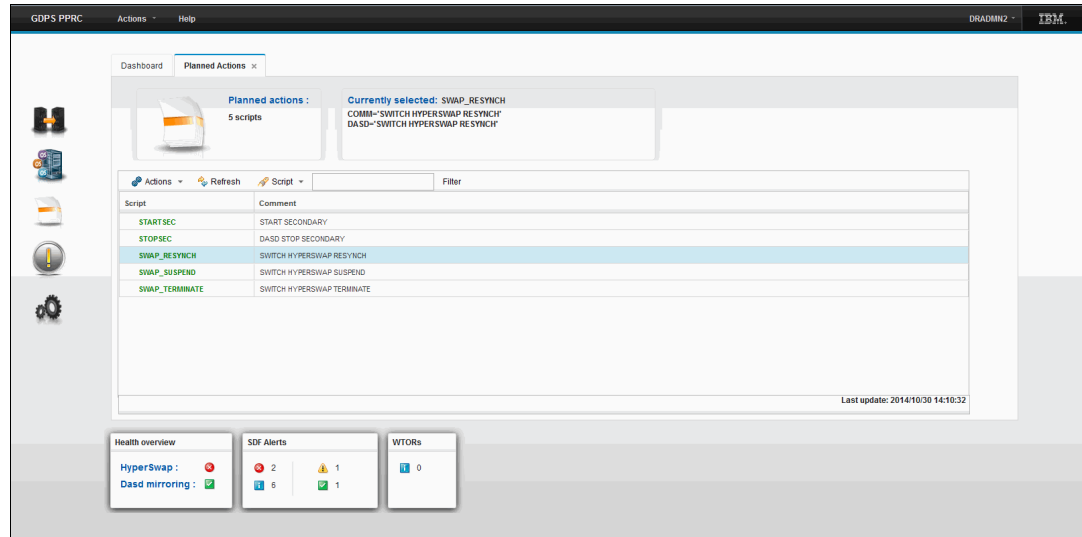 GDPS PPRC Actions Help DRADMN2 IBM.
Dashboard Planned Actions ×
Planned actions :
5 scripts
Currently selected: SWAP_RESYNCH
COMM='SWITCH HYPERSWAP RESYNCH'
DASD='SWITCH HYPERSWAP RESYNCH'
Actions Refresh Script Filter
Script Comment
STARTSEC START SECONDARY
STOPSEC DASD STOP SECONDARY
SWAP_RESYNCH SWITCH HYPERSWAP RESYNCH
SWAP_SUSPEND SWITCH HYPERSWAP SUSPEND
SWAP_TERMINATE SWITCH HYPERSWAP TERMINATE
Last update: 2014/10/30 14:10:32
Health overview
HyperSwap :
Dasd mirroring :
SDF Alerts
2 1
6 1
WTORs
0